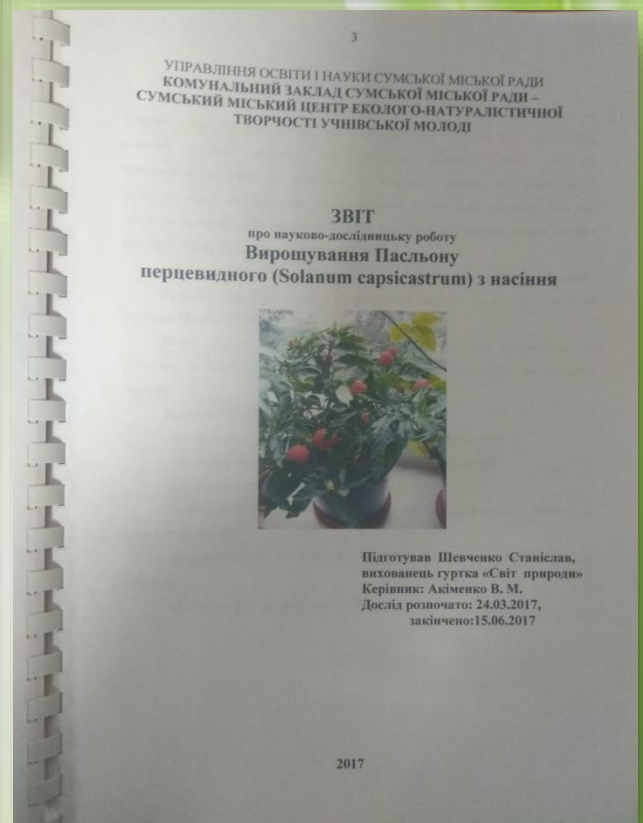 3
УПРАВЛІННЯ ОСВІТИ І НАУКИ СУМСЬКОЇ МІСЬКОЇ РАДИ
КОМУНАЛЬНИЙ ЗАКЛАД СУМСЬКОЇ МІСЬКОЇ РАДИ –
СУМСЬКИЙ МІСЬКИЙ ЦЕНТР ЕКОЛОГО-НАТУРАЛІСТИЧНОЇ
ТВОРЧОСТІ УЧНІВСЬКОЇ МОЛОДІ
ЗВІТ
про науково-дослідницьку роботу
Вирощування Пасльону
перцевидного (Solanum capsicastrum) з насіння
Підготував Шевченко Станіслав,
вихованець гуртка «Світ природи»
Керівник: Акіменко В. М.
Дослід розпочато: 24.03.2017,
закінчено:15.06.2017
2017